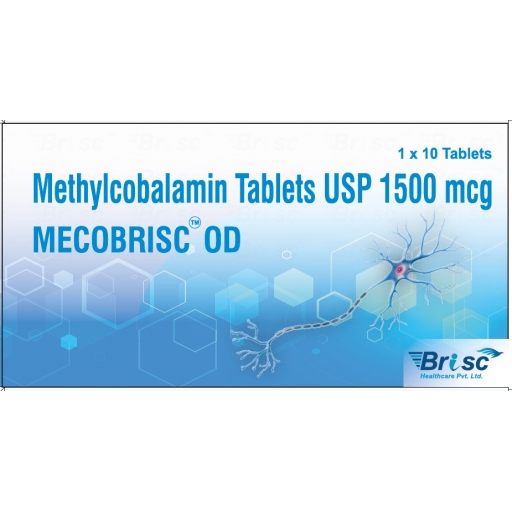 1 x 10 Tablets
Methylcobalamin Tablets USP 1500 mcg
MECOBRISC™ OD
Brisc
Healthcare Pvt. Ltd.